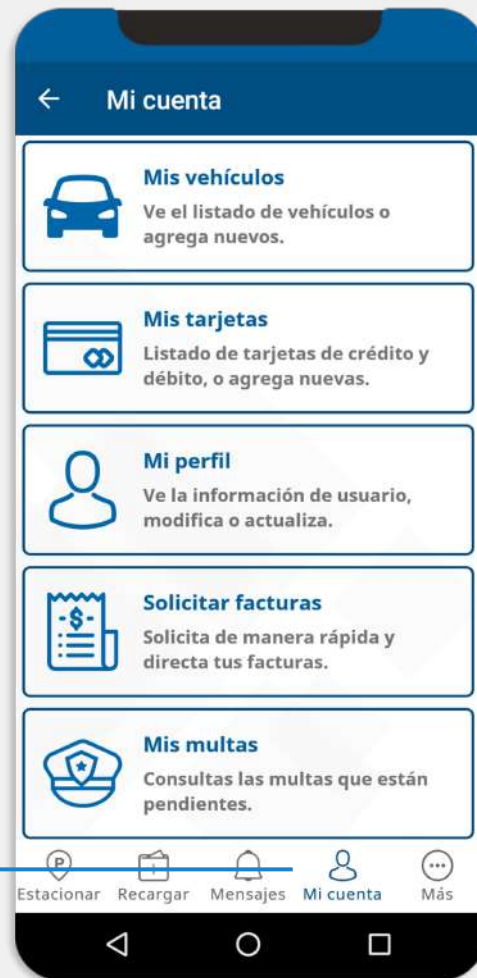 Mi cuenta
Mis vehículos
Ve el listado de vehículos o
agrega nuevos.
Mis tarjetas
Listado de tarjetas de crédito y
débito, o agrega nuevas.
Mi perfil
Ve la información de usuario,
modifica o actualiza.
Solicitar facturas
-$-
Solicita de manera rápida y
directa tus facturas.
Mis multas
Consultas las multas que están
pendientes.
P
Estacionar Recargar Mensajes Mi cuenta Más